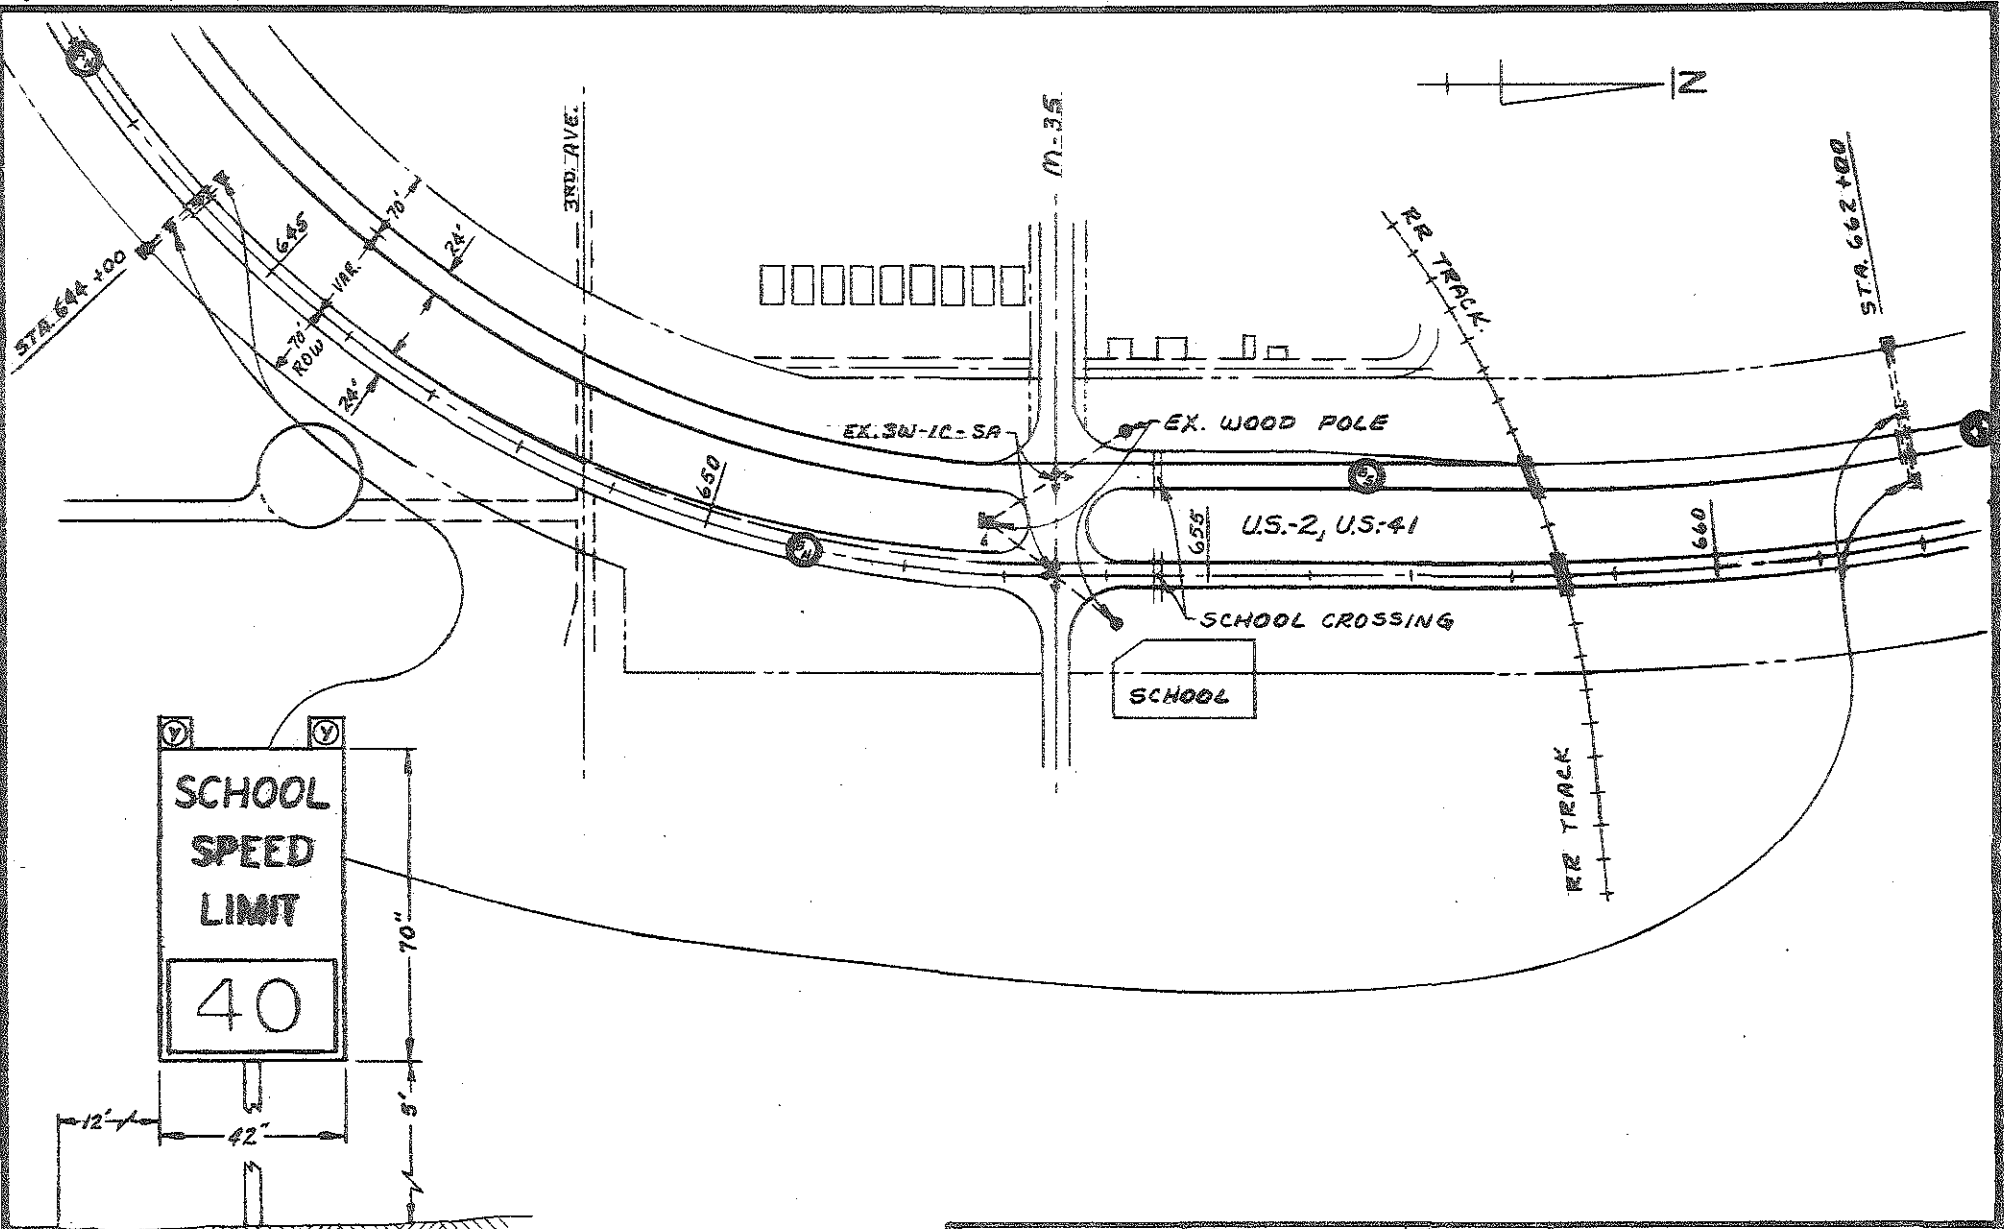 N
3RD. AVE.
M-35
STA. 662+00
RR TRACK.
STA. 644+00
645
70'
24'
VAR.
70'
ROW
24'
EX. 3W-1C-SA
EX. WOOD POLE
650
655
U.S.-2, U.S.-41
660
SCHOOL CROSSING
SCHOOL
RR TRACK
Y
Y
SCHOOL
SPEED
LIMIT
40
70"
5'
12'
42"